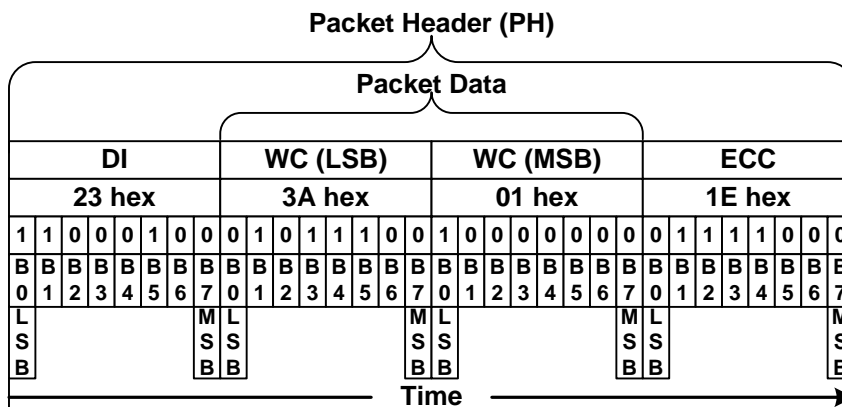 Packet Header (PH)
Packet Data
DI WC (LSB) WC (MSB) ECC
23 hex 3A hex 01 hex 1E hex
1 1 0 0 0 1 0 0 0 1 0 1 1 1 0 0 1 0 0 0 0 0 0 0 0 1 1 1 1 0 0 0
B0 B1 B2 B3 B4 B5 B6 B7 B0 B1 B2 B3 B4 B5 B6 B7 B0 B1 B2 B3 B4 B5 B6 B7 B0 B1 B2 B3 B4 B5 B6 B7
LSB MSB LSB MSB LSB MSB LSB MSB
Time